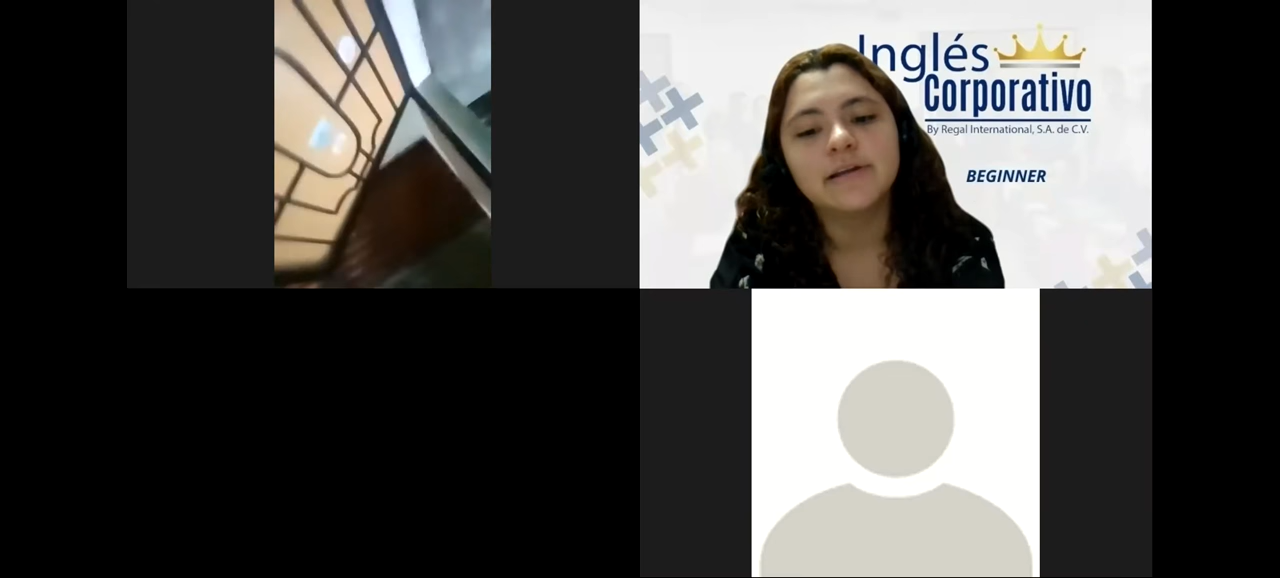 Inglés
Corporativo
By Regal International, S.A. de C.V.
BEGINNER